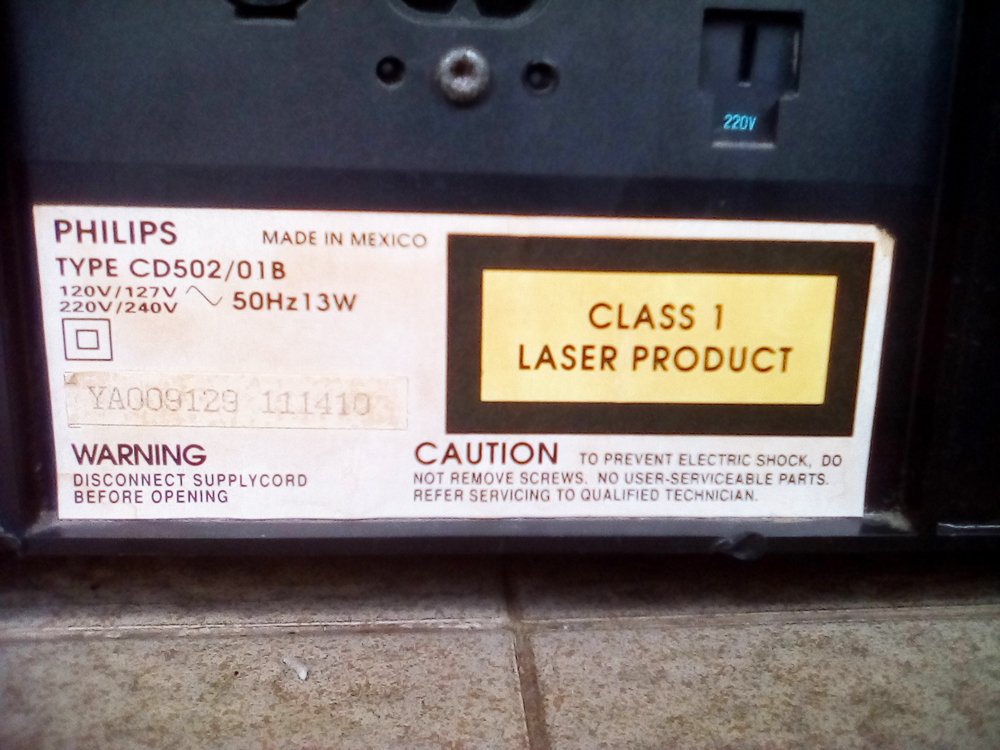 220V
PHILIPS MADE IN MEXICO
TYPE CD502/01B
120V/127V
220V/240V
50Hz 13W
CLASS 1
LASER PRODUCT
YA009129 111410
WARNING
DISCONNECT SUPPLYCORD
BEFORE OPENING
CAUTION TO PREVENT ELECTRIC SHOCK, DO
NOT REMOVE SCREWS. NO USER-SERVICEABLE PARTS.
REFER SERVICING TO QUALIFIED TECHNICIAN.